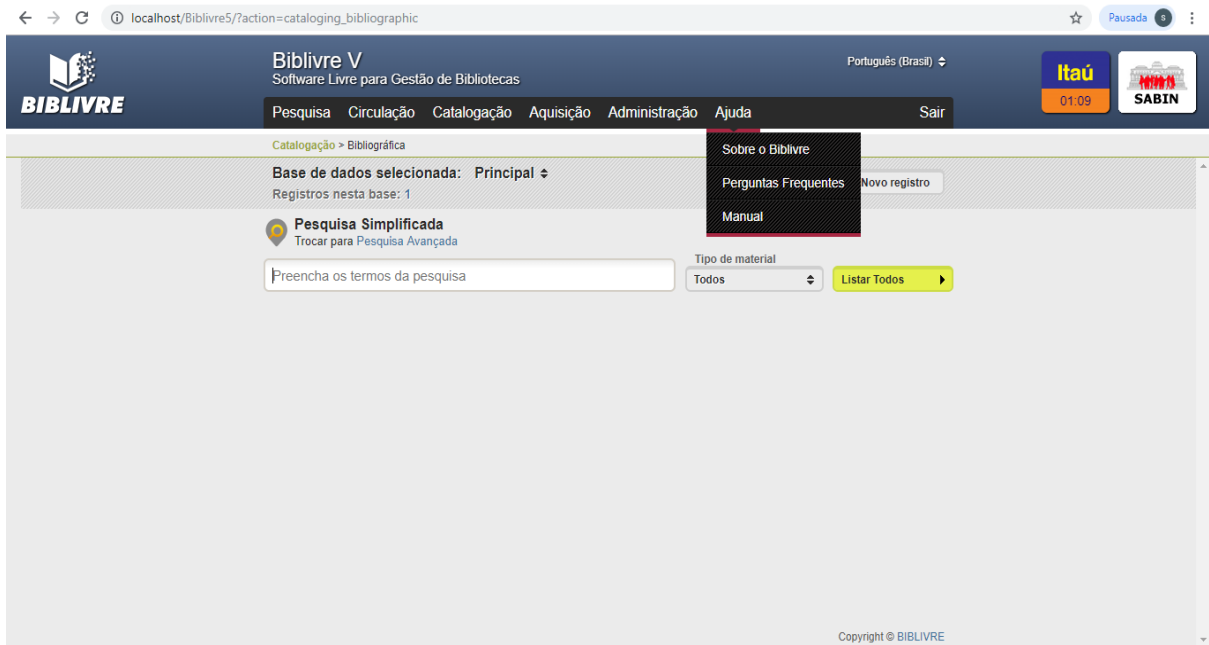 localhost/Biblivre5/?action=cataloging_bibliographic
Pausada s
BIBLIVRE
Biblivre V
Software Livre para Gestão de Bibliotecas
Português (Brasil)
Itaú
01:09
SABIN
Pesquisa Circulação Catalogação Aquisição Administração Ajuda Sair
Catalogação > Bibliográfica
Sobre o Biblivre
Perguntas Frequentes
Manual
Base de dados selecionada: Principal
Registros nesta base: 1
Novo registro
Pesquisa Simplificada
Trocar para Pesquisa Avançada
Preencha os termos da pesquisa
Tipo de material
Todos
Listar Todos
Copyright © BIBLIVRE